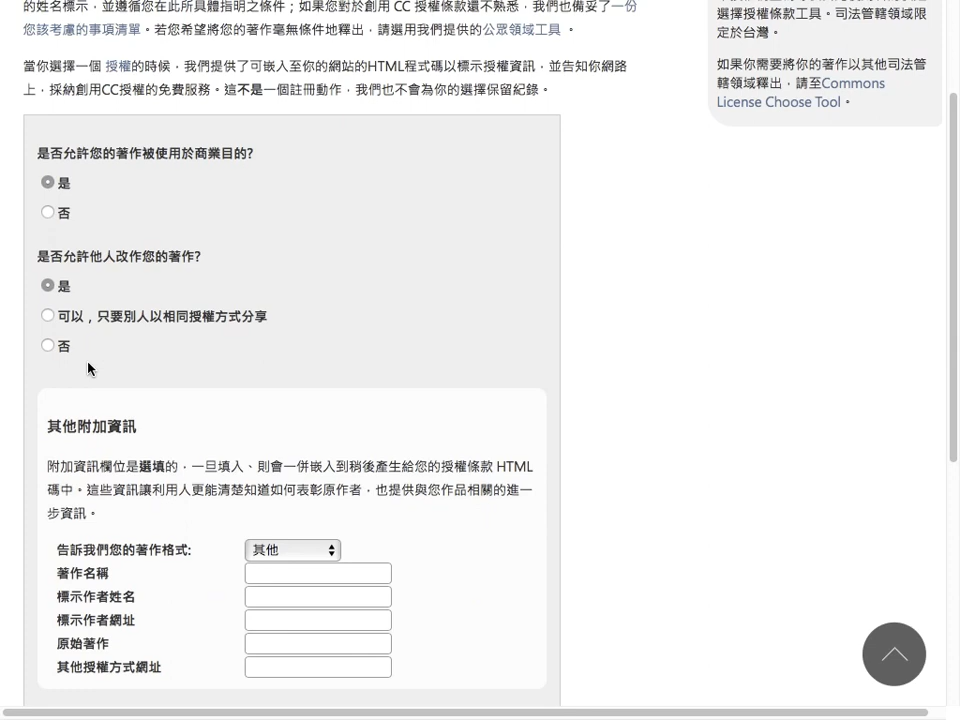 的姓名標示，並遵循您在此所具體指明之條件；如果您對於創用 CC 授權條款還不熟悉，我們也備妥了一份
您該考慮的事項清單。若您希望將您的著作毫無條件地釋出，請選用我們提供的公眾領域工具 。
當你選擇一個 授權的時候，我們提供了可嵌入至你的網站的HTML程式碼以標示授權資訊，並告知你網路
上，採納創用CC授權的免費服務。這不是一個註冊動作，我們也不會為你的選擇保留紀錄。
選擇授權條款工具。司法管轄領域限
定於台灣。
如果你需要將你的著作以其他司法管
轄領域釋出，請至Commons
License Choose Tool。
是否允許您的著作被使用於商業目的?
是
否
是否允許他人改作您的著作?
是
可以，只要別人以相同授權方式分享
否
其他附加資訊
附加資訊欄位是選填的，一旦填入、則會一併嵌入到稍後產生給您的授權條款 HTML
碼中。這些資訊讓利用人更能清楚知道如何表彰原作者，也提供與您作品相關的進一
步資訊。
告訴我們您的著作格式: 其他
著作名稱
標示作者姓名
標示作者網址
原始著作
其他授權方式網址